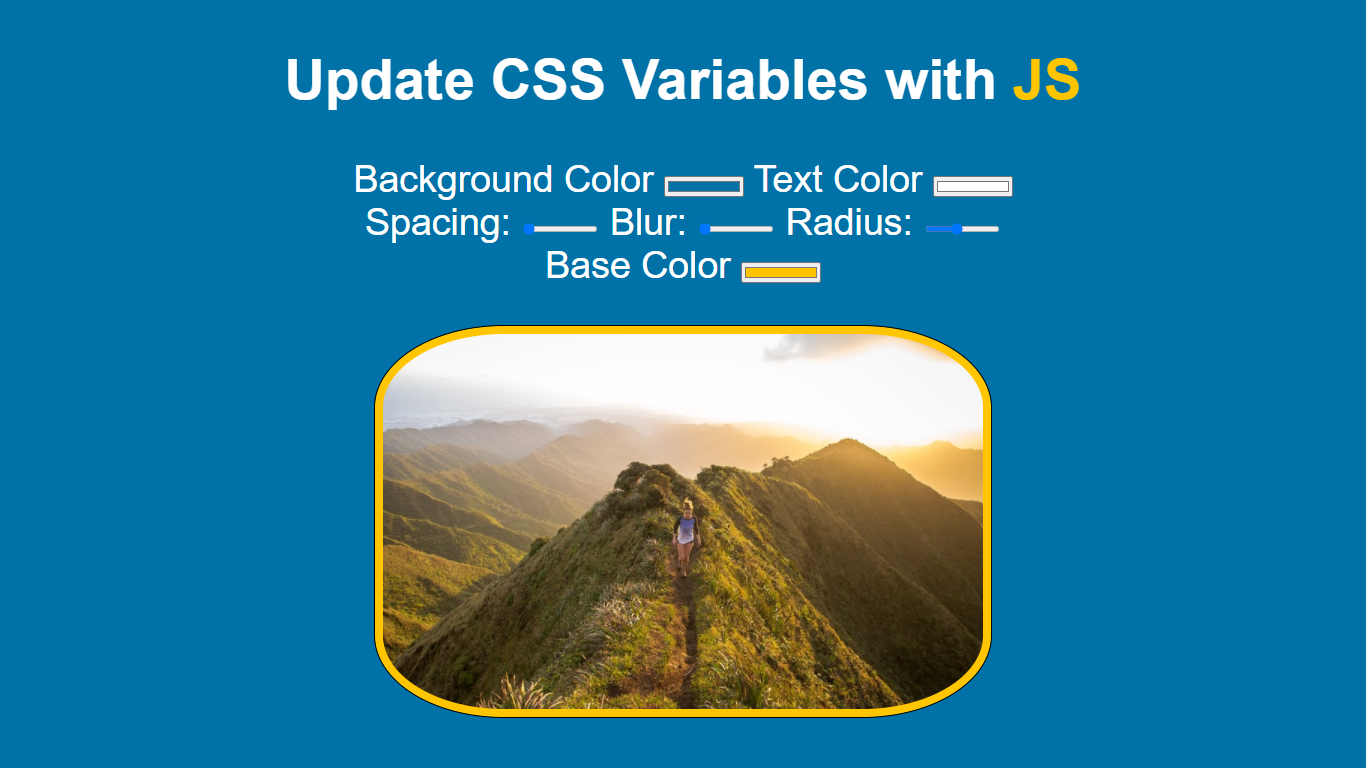 Update CSS Variables with JS
Background Color Text Color
Spacing: Blur: Radius:
Base Color